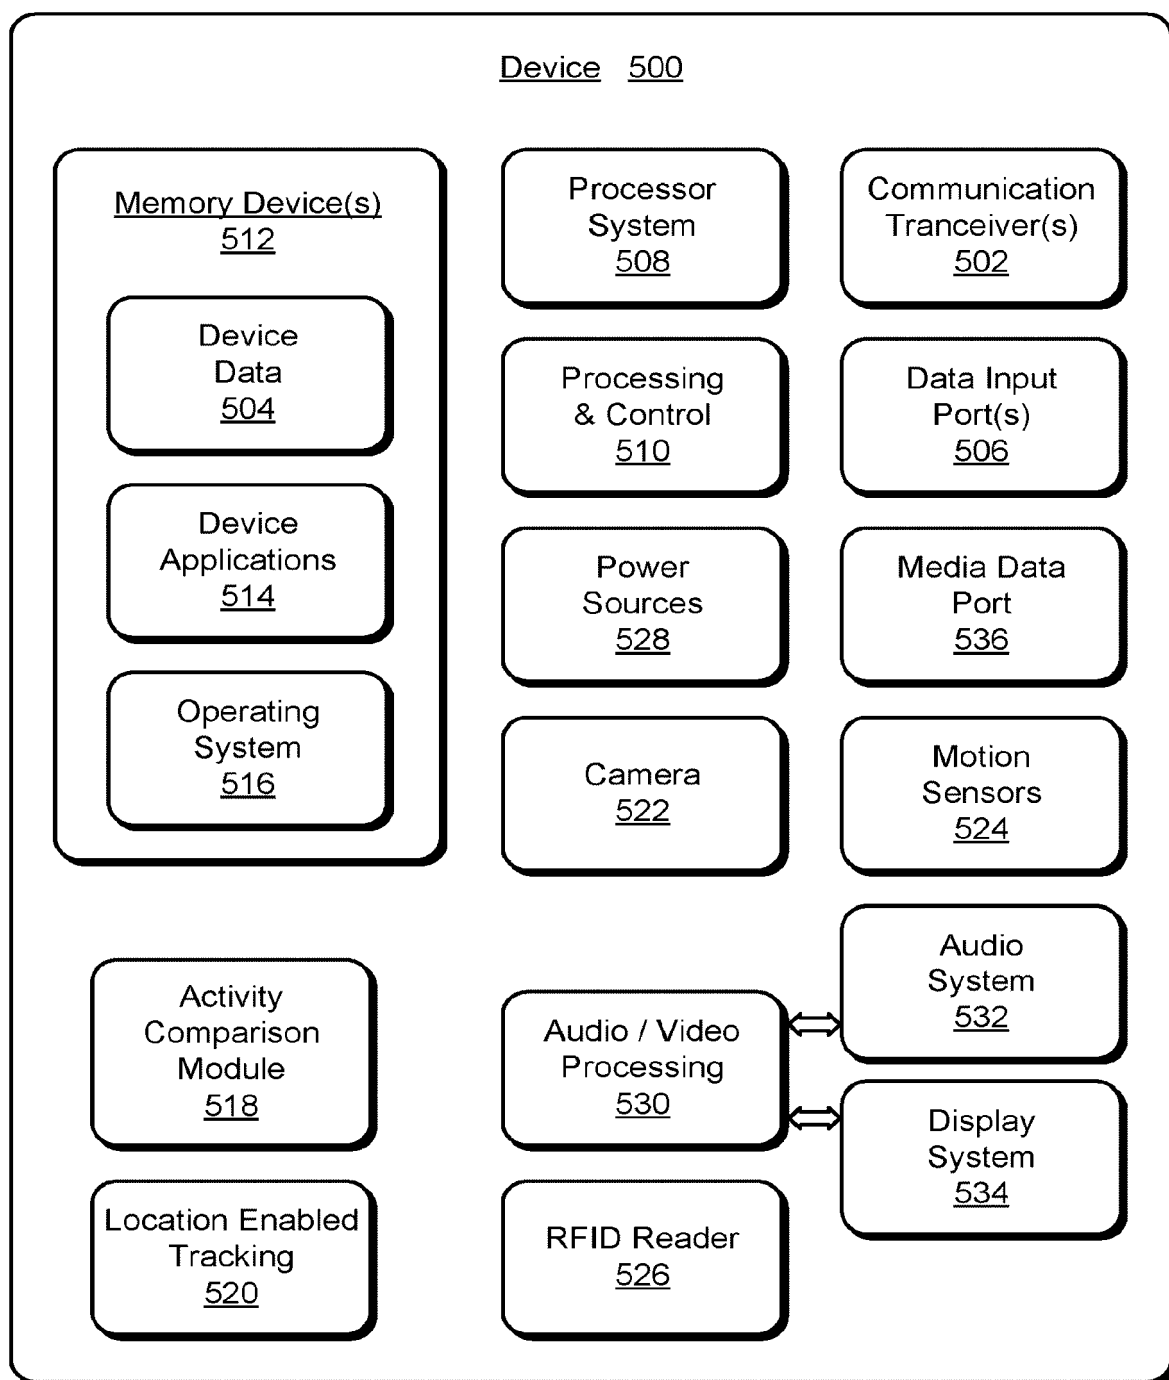 Device 500
Memory Device(s)
512
Device
Data
504
Device
Applications
514
Operating
System
516
Processor
System
508
Communication
Tranceiver(s)
502
Processing
& Control
510
Data Input
Port(s)
506
Power
Sources
528
Media Data
Port
536
Camera
522
Motion
Sensors
524
Activity
Comparison
Module
518
Audio / Video
Processing
530
Audio
System
532
Display
System
534
Location Enabled
Tracking
520
RFID Reader
526